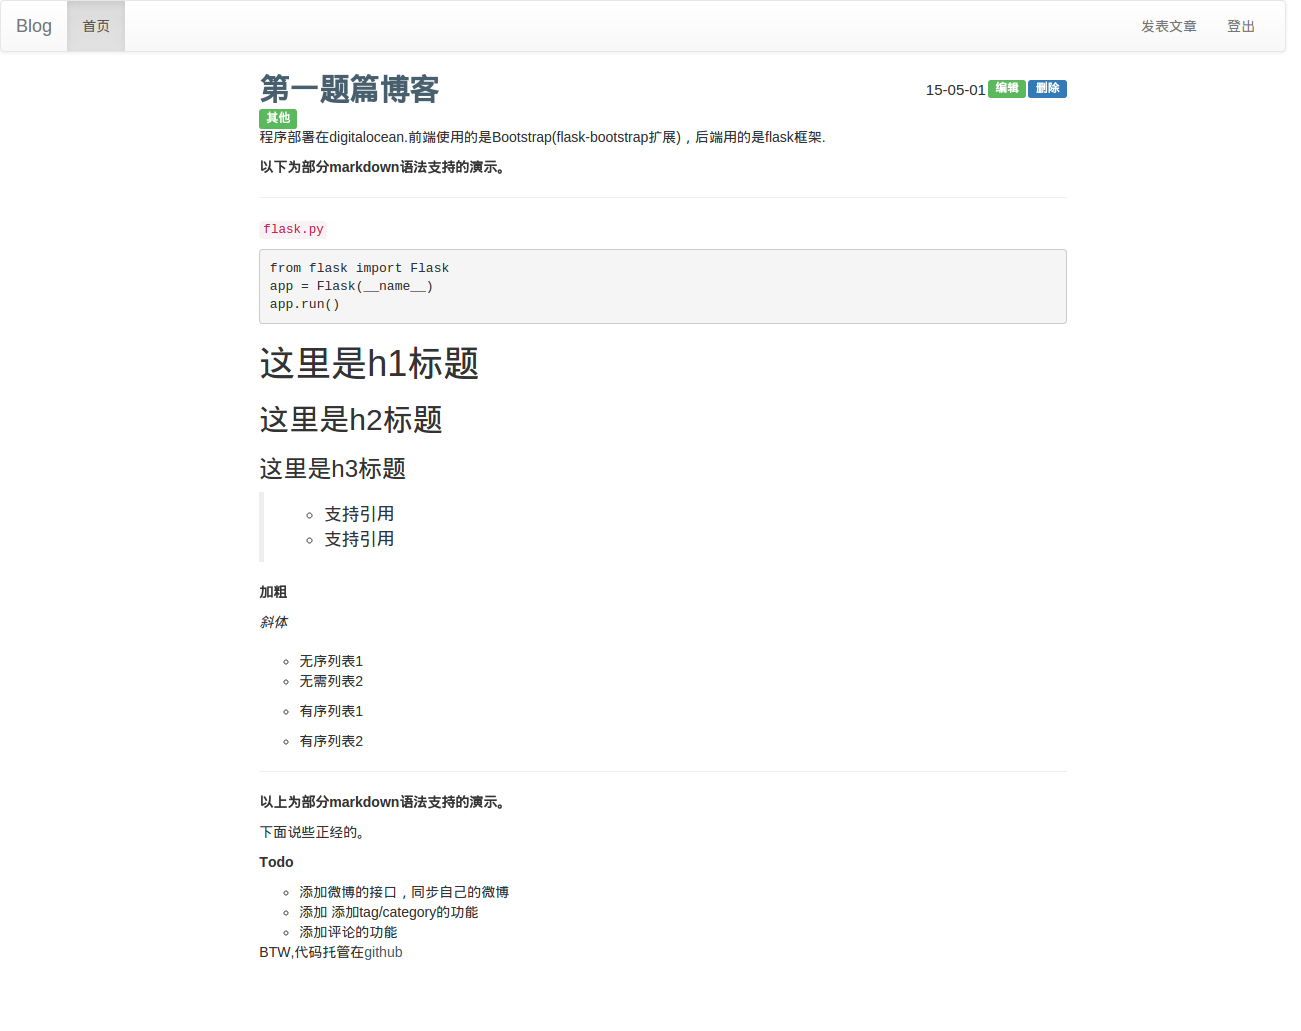 Blog 首页 发表文章 登出
第一题篇博客 15-05-01 编辑 删除
其他
程序部署在digitalocean.前端使用的是Bootstrap(flask-bootstrap扩展)，后端用的是flask框架.
以下为部分markdown语法支持的演示。
flask.py
from flask import Flask
app = Flask(__name__)
app.run()
这里是h1标题
这里是h2标题
这里是h3标题
支持引用
支持引用
加粗
斜体
无序列表1
无需列表2
有序列表1
有序列表2
以上为部分markdown语法支持的演示。
下面说些正经的。
Todo
添加微博的接口，同步自己的微博
添加 添加tag/category的功能
添加评论的功能
BTW,代码托管在github